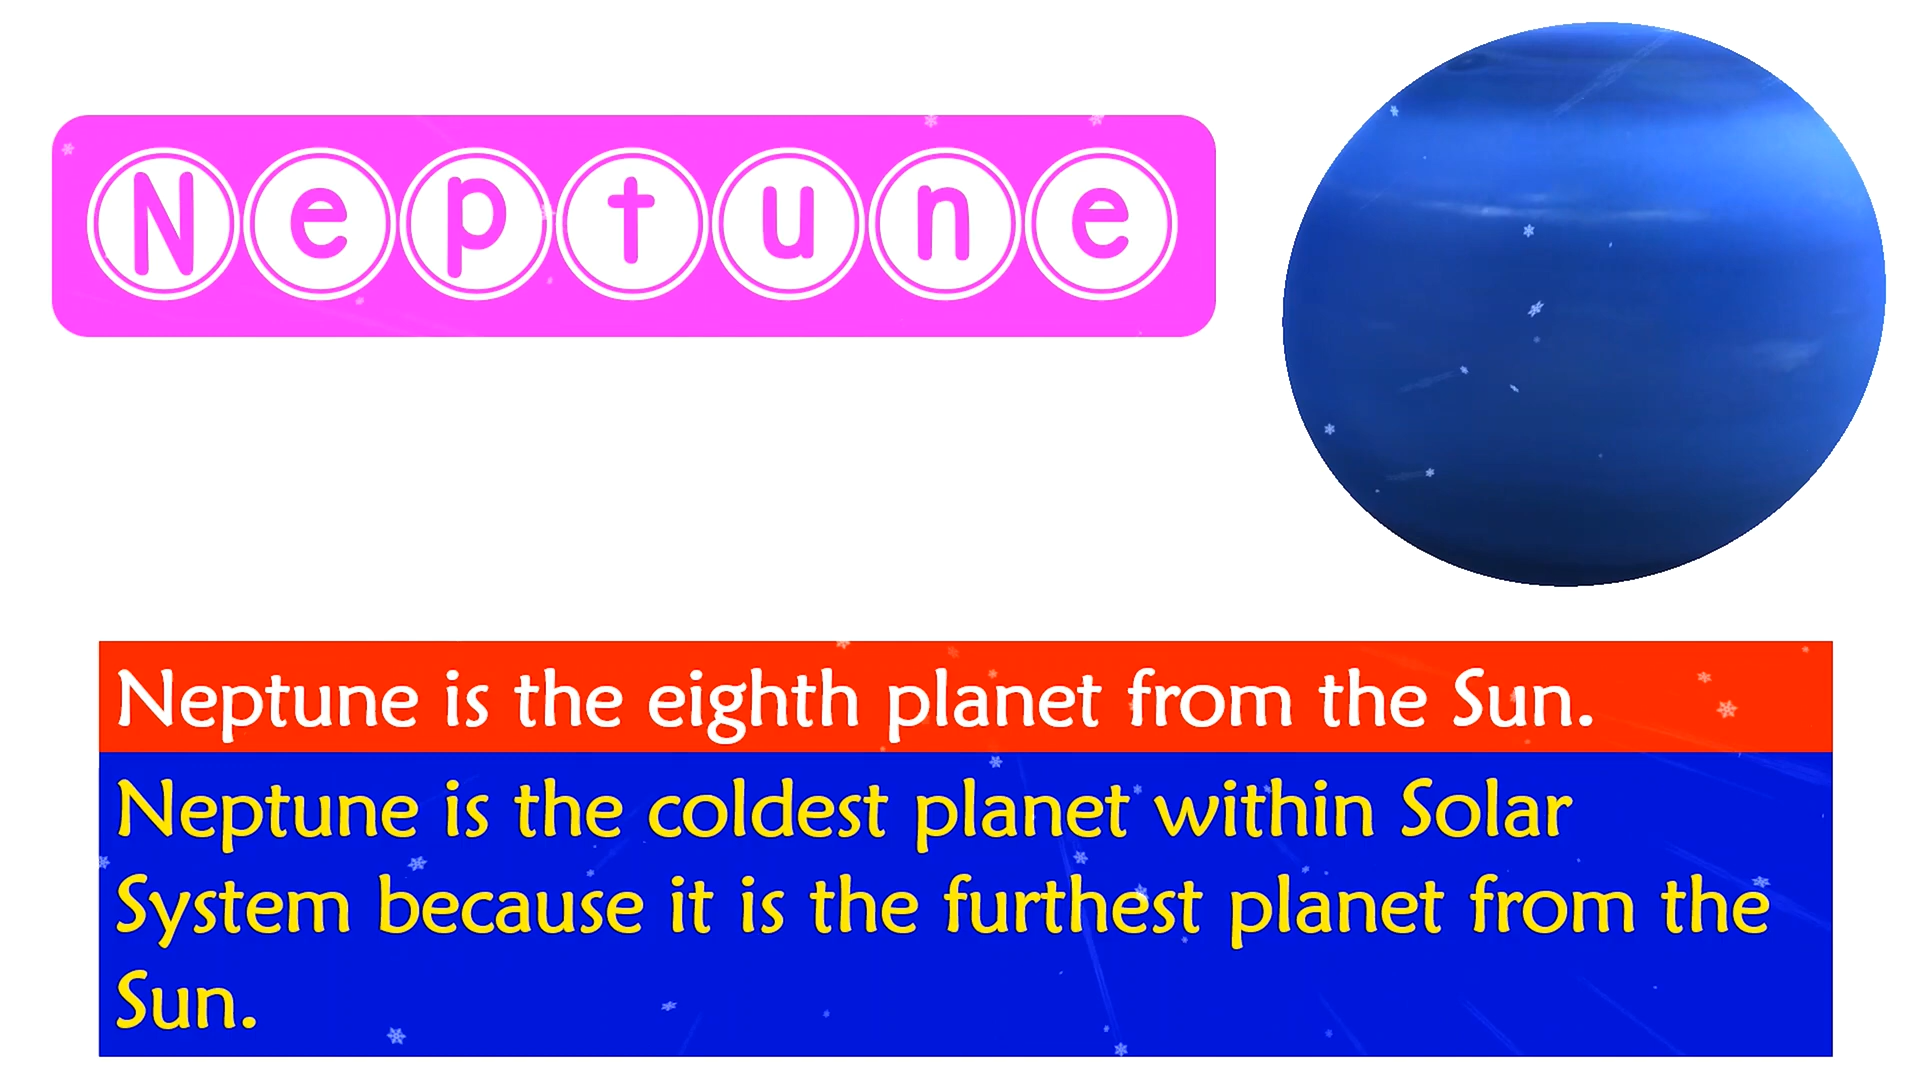 Neptune
Neptune is the eighth planet from the Sun.
Neptune is the coldest planet within Solar
System because it is the furthest planet from the
Sun.